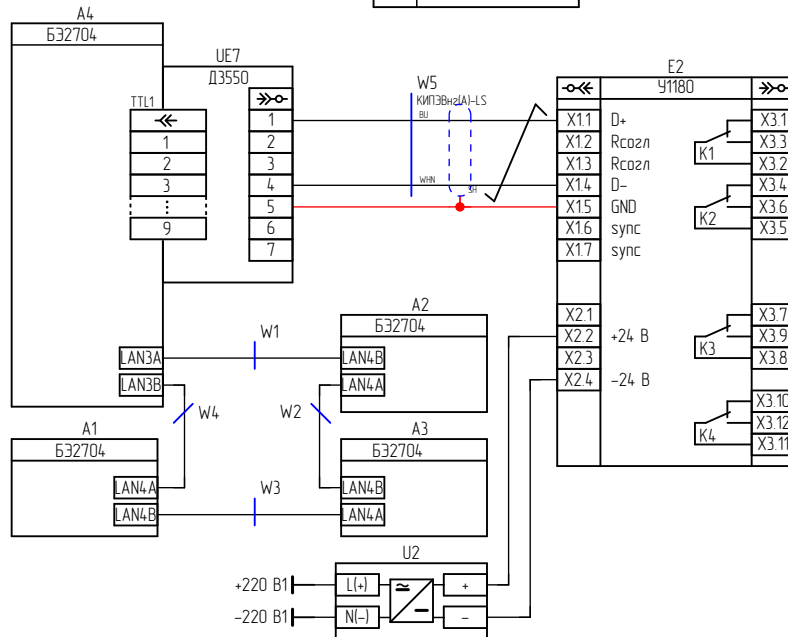 A4
БЭ2704
TTL1
1
2
3
9
LAN3A
LAN3B
UE7
Д3550
1
2
3
4
5
6
7
W5
КИПЭВнг(А)-LS
BU
WHN
SH
E2
У1180
X1.1 D+
X1.2 Rсогл
X1.3 Rсогл
X1.4 D-
X1.5 GND
X1.6 sync
X1.7 sync
X2.1
X2.2 +24 В
X2.3
X2.4 -24 В
K1
K2
K3
K4
X3.1
X3.3
X3.2
X3.4
X3.6
X3.5
X3.7
X3.9
X3.8
X3.10
X3.12
X3.11
W1
W4
W2
W3
A2
БЭ2704
LAN4B
LAN4A
A1
БЭ2704
LAN4A
LAN4B
A3
БЭ2704
LAN4B
LAN4A
U2
+220 В1 L(+) +
-220 В1 N(-) -